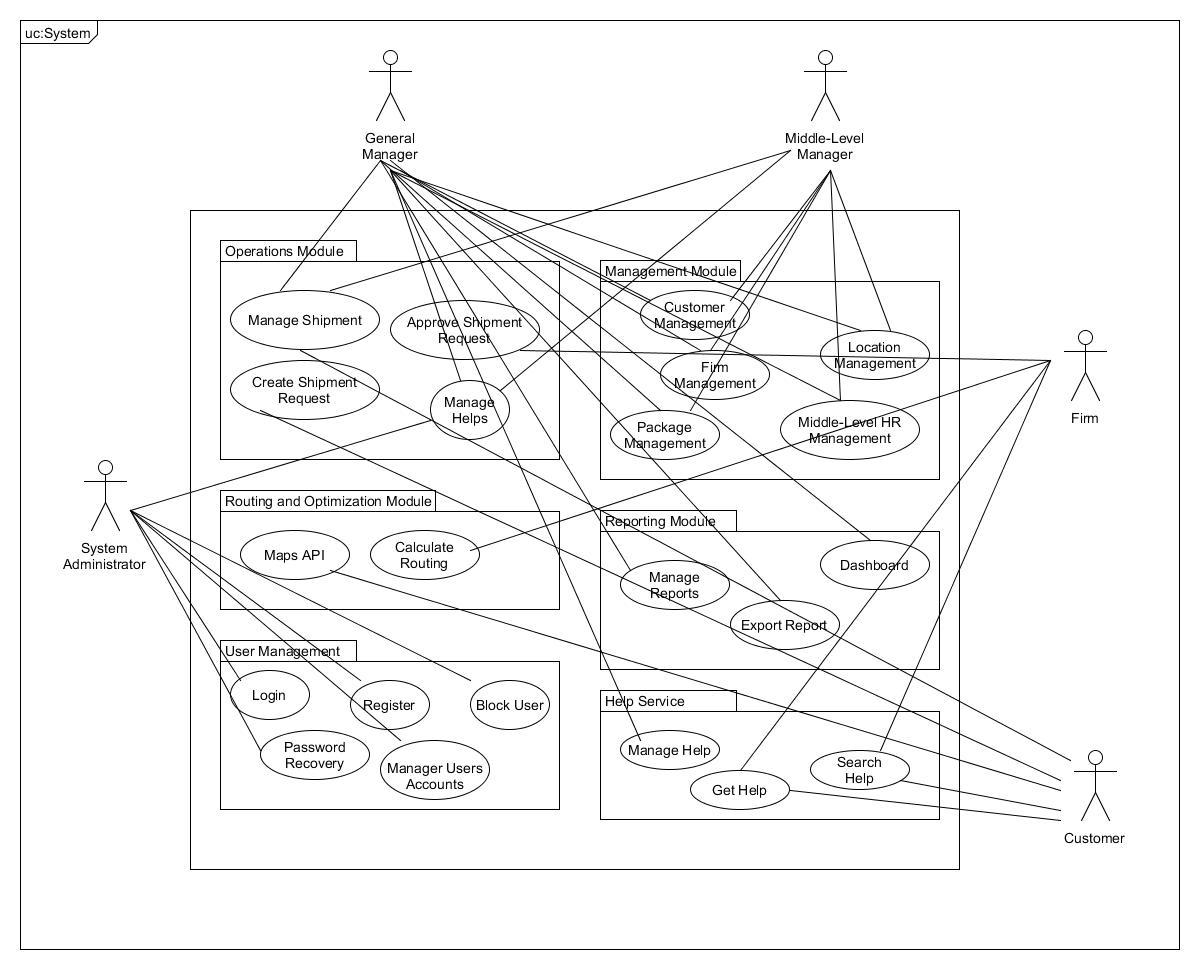 uc:System
General
Manager
Middle-Level
Manager
Operations Module
Manage Shipment
Approve Shipment
Request
Create Shipment
Request
Manage
Helps
Management Module
Customer
Management
Location
Management
Firm
Management
Package
Management
Middle-Level HR
Management
Firm
System
Administrator
Routing and Optimization Module
Maps API
Calculate
Routing
Reporting Module
Manage
Reports
Dashboard
Export Report
User Management
Login
Register
Block User
Password
Recovery
Manager Users
Accounts
Help Service
Manage Help
Get Help
Search
Help
Customer